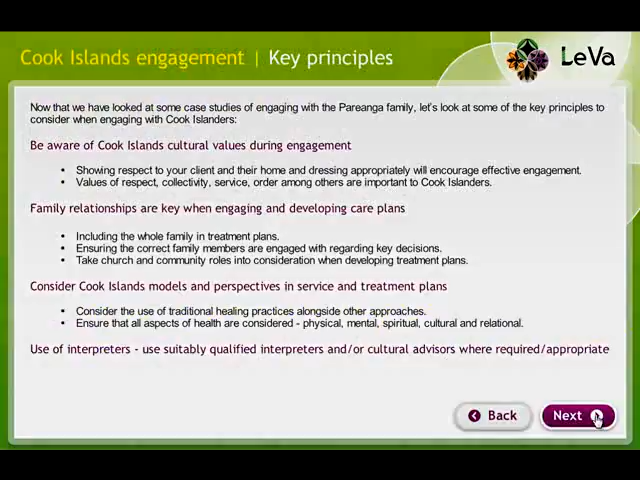 Cook Islands engagement | Key principles
LeVa
Now that we have looked at some case studies of engaging with the Pareanga family, let's look at some of the key principles to
consider when engaging with Cook Islanders:
Be aware of Cook Islands cultural values during engagement
• Showing respect to your client and their home and dressing appropriately will encourage effective engagement.
• Values of respect, collectivity, service, order among others are important to Cook Islanders.
Family relationships are key when engaging and developing care plans
• Including the whole family in treatment plans.
• Ensuring the correct family members are engaged with regarding key decisions.
• Take church and community roles into consideration when developing treatment plans.
Consider Cook Islands models and perspectives in service and treatment plans
• Consider the use of traditional healing practices alongside other approaches.
• Ensure that all aspects of health are considered - physical, mental, spiritual, cultural and relational.
Use of interpreters - use suitably qualified interpreters and/or cultural advisors where required/appropriate
Back
Next